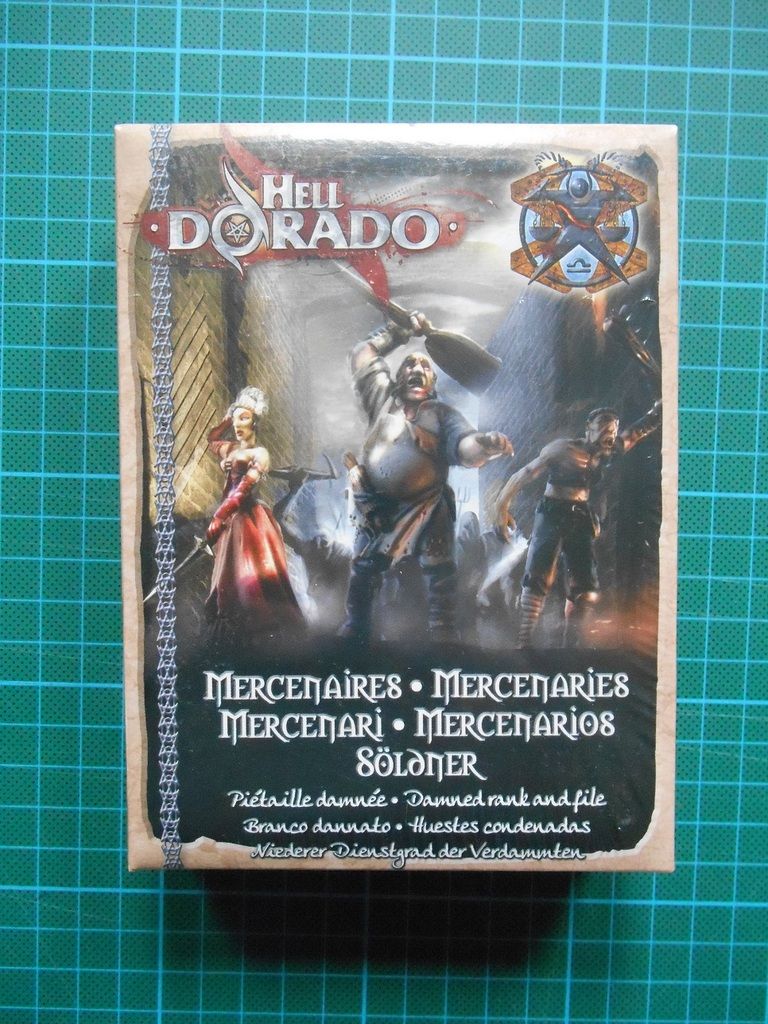 HELL
DORADO
MERCENAIRES • MERCENARIES
MERCENARI • MERCENARIOS
SÖLDNER
Piétaille damnée • Damned rank and file
Branco dannato • Huestes condenadas
Niederer Dienstgrad der Verdammten